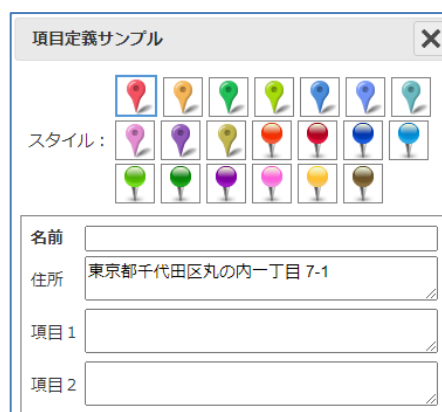 項目定義サンプル
スタイル：
名前
住所 東京都千代田区丸の内一丁目 7-1
項目 1
項目 2